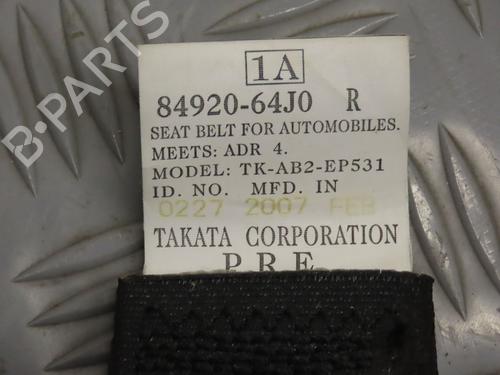 B-PARTS
1A
84920-64J0 R
SEAT BELT FOR AUTOMOBILES.
MEETS: ADR 4.
MODEL: TK-AB2-EP531
ID. NO. MFD. IN
0227 2007 FEB
TAKATA CORPORATION
P.R.E